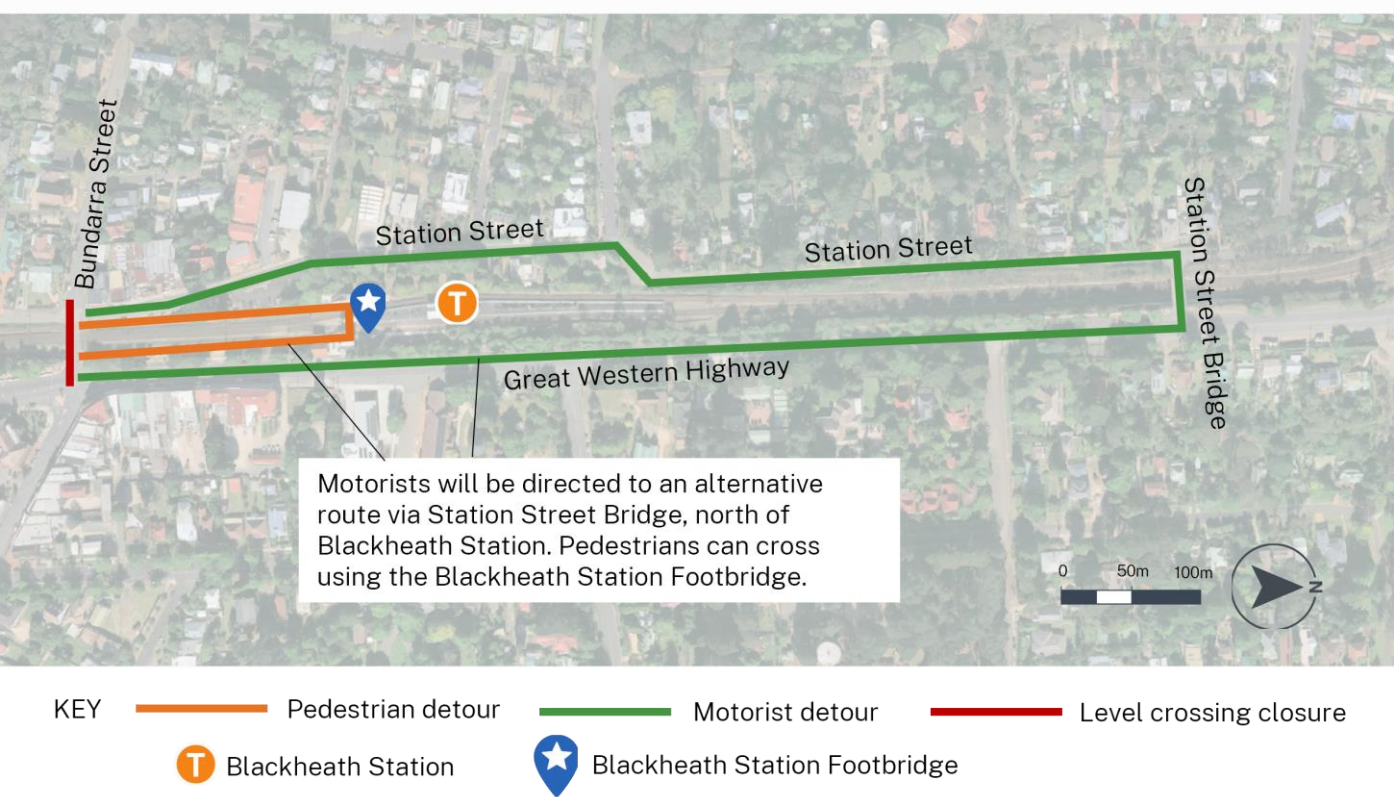 Bundarra Street
Station Street
Station Street
Station Street Bridge
T
Great Western Highway
Motorists will be directed to an alternative
route via Station Street Bridge, north of
Blackheath Station. Pedestrians can cross
using the Blackheath Station Footbridge.
0 50m 100m
N
KEY Pedestrian detour Motorist detour Level crossing closure
T Blackheath Station Blackheath Station Footbridge